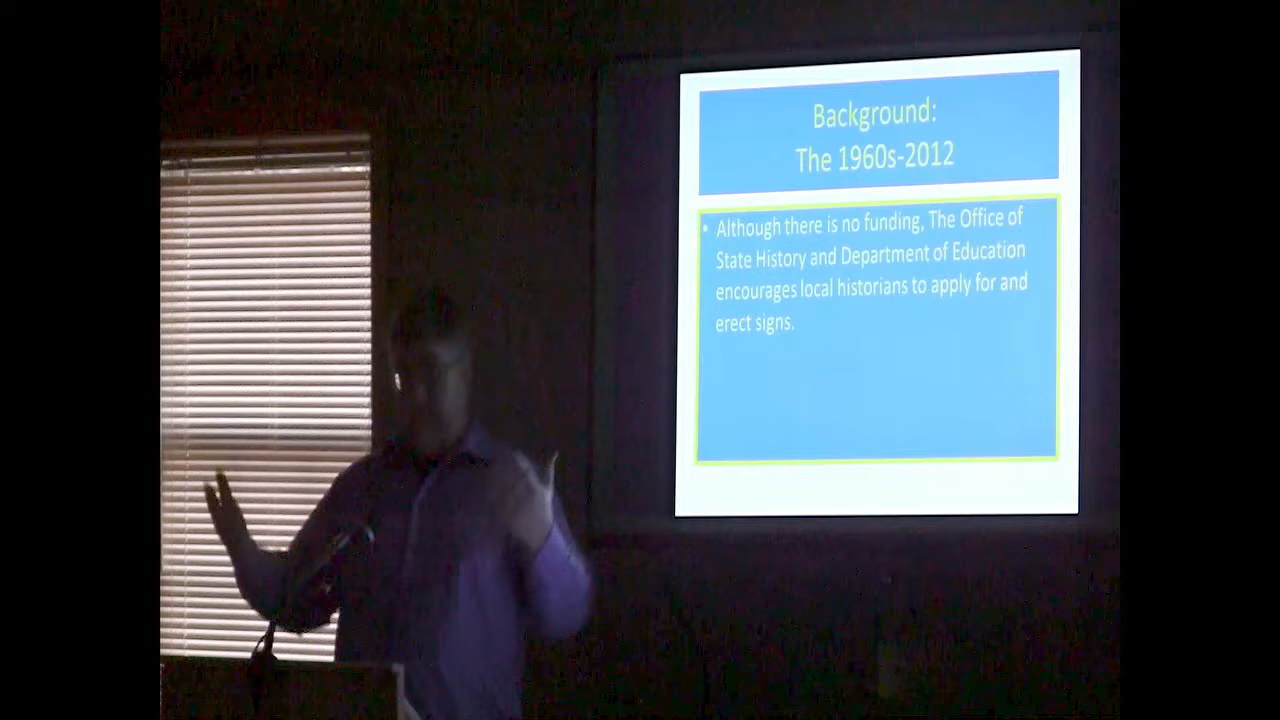 Background:
The 1960s-2012
• Although there is no funding, The Office of
State History and Department of Education
encourages local historians to apply for and
erect signs.